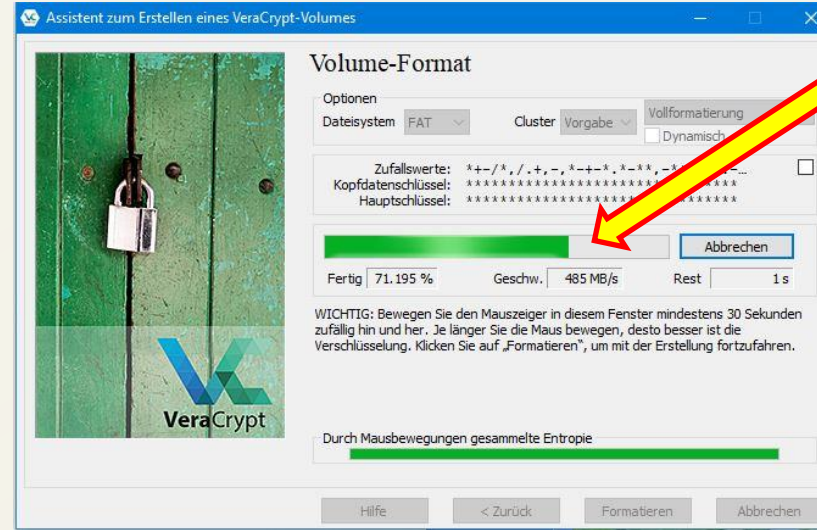 Assistent zum Erstellen eines VeraCrypt-Volumes
Volume-Format
Optionen
Dateisystem FAT Cluster Vorgabe Vollformatierung
Dynamisch
Zufallswerte:
Kopfdatenschlüssel: ********************************
Hauptschlüssel: ********************************
Abbrechen
Fertig 71.195 % Geschw. 485 MB/s Rest 1 s
WICHTIG: Bewegen Sie den Mauszeiger in diesem Fenster mindestens 30 Sekunden
zufällig hin und her. Je länger Sie die Maus bewegen, desto besser ist die
Verschlüsselung. Klicken Sie auf „Formatieren“, um mit der Erstellung fortzufahren.
VeraCrypt
Durch Mausbewegungen gesammelte Entropie
Hilfe < Zurück Formatieren Abbrechen